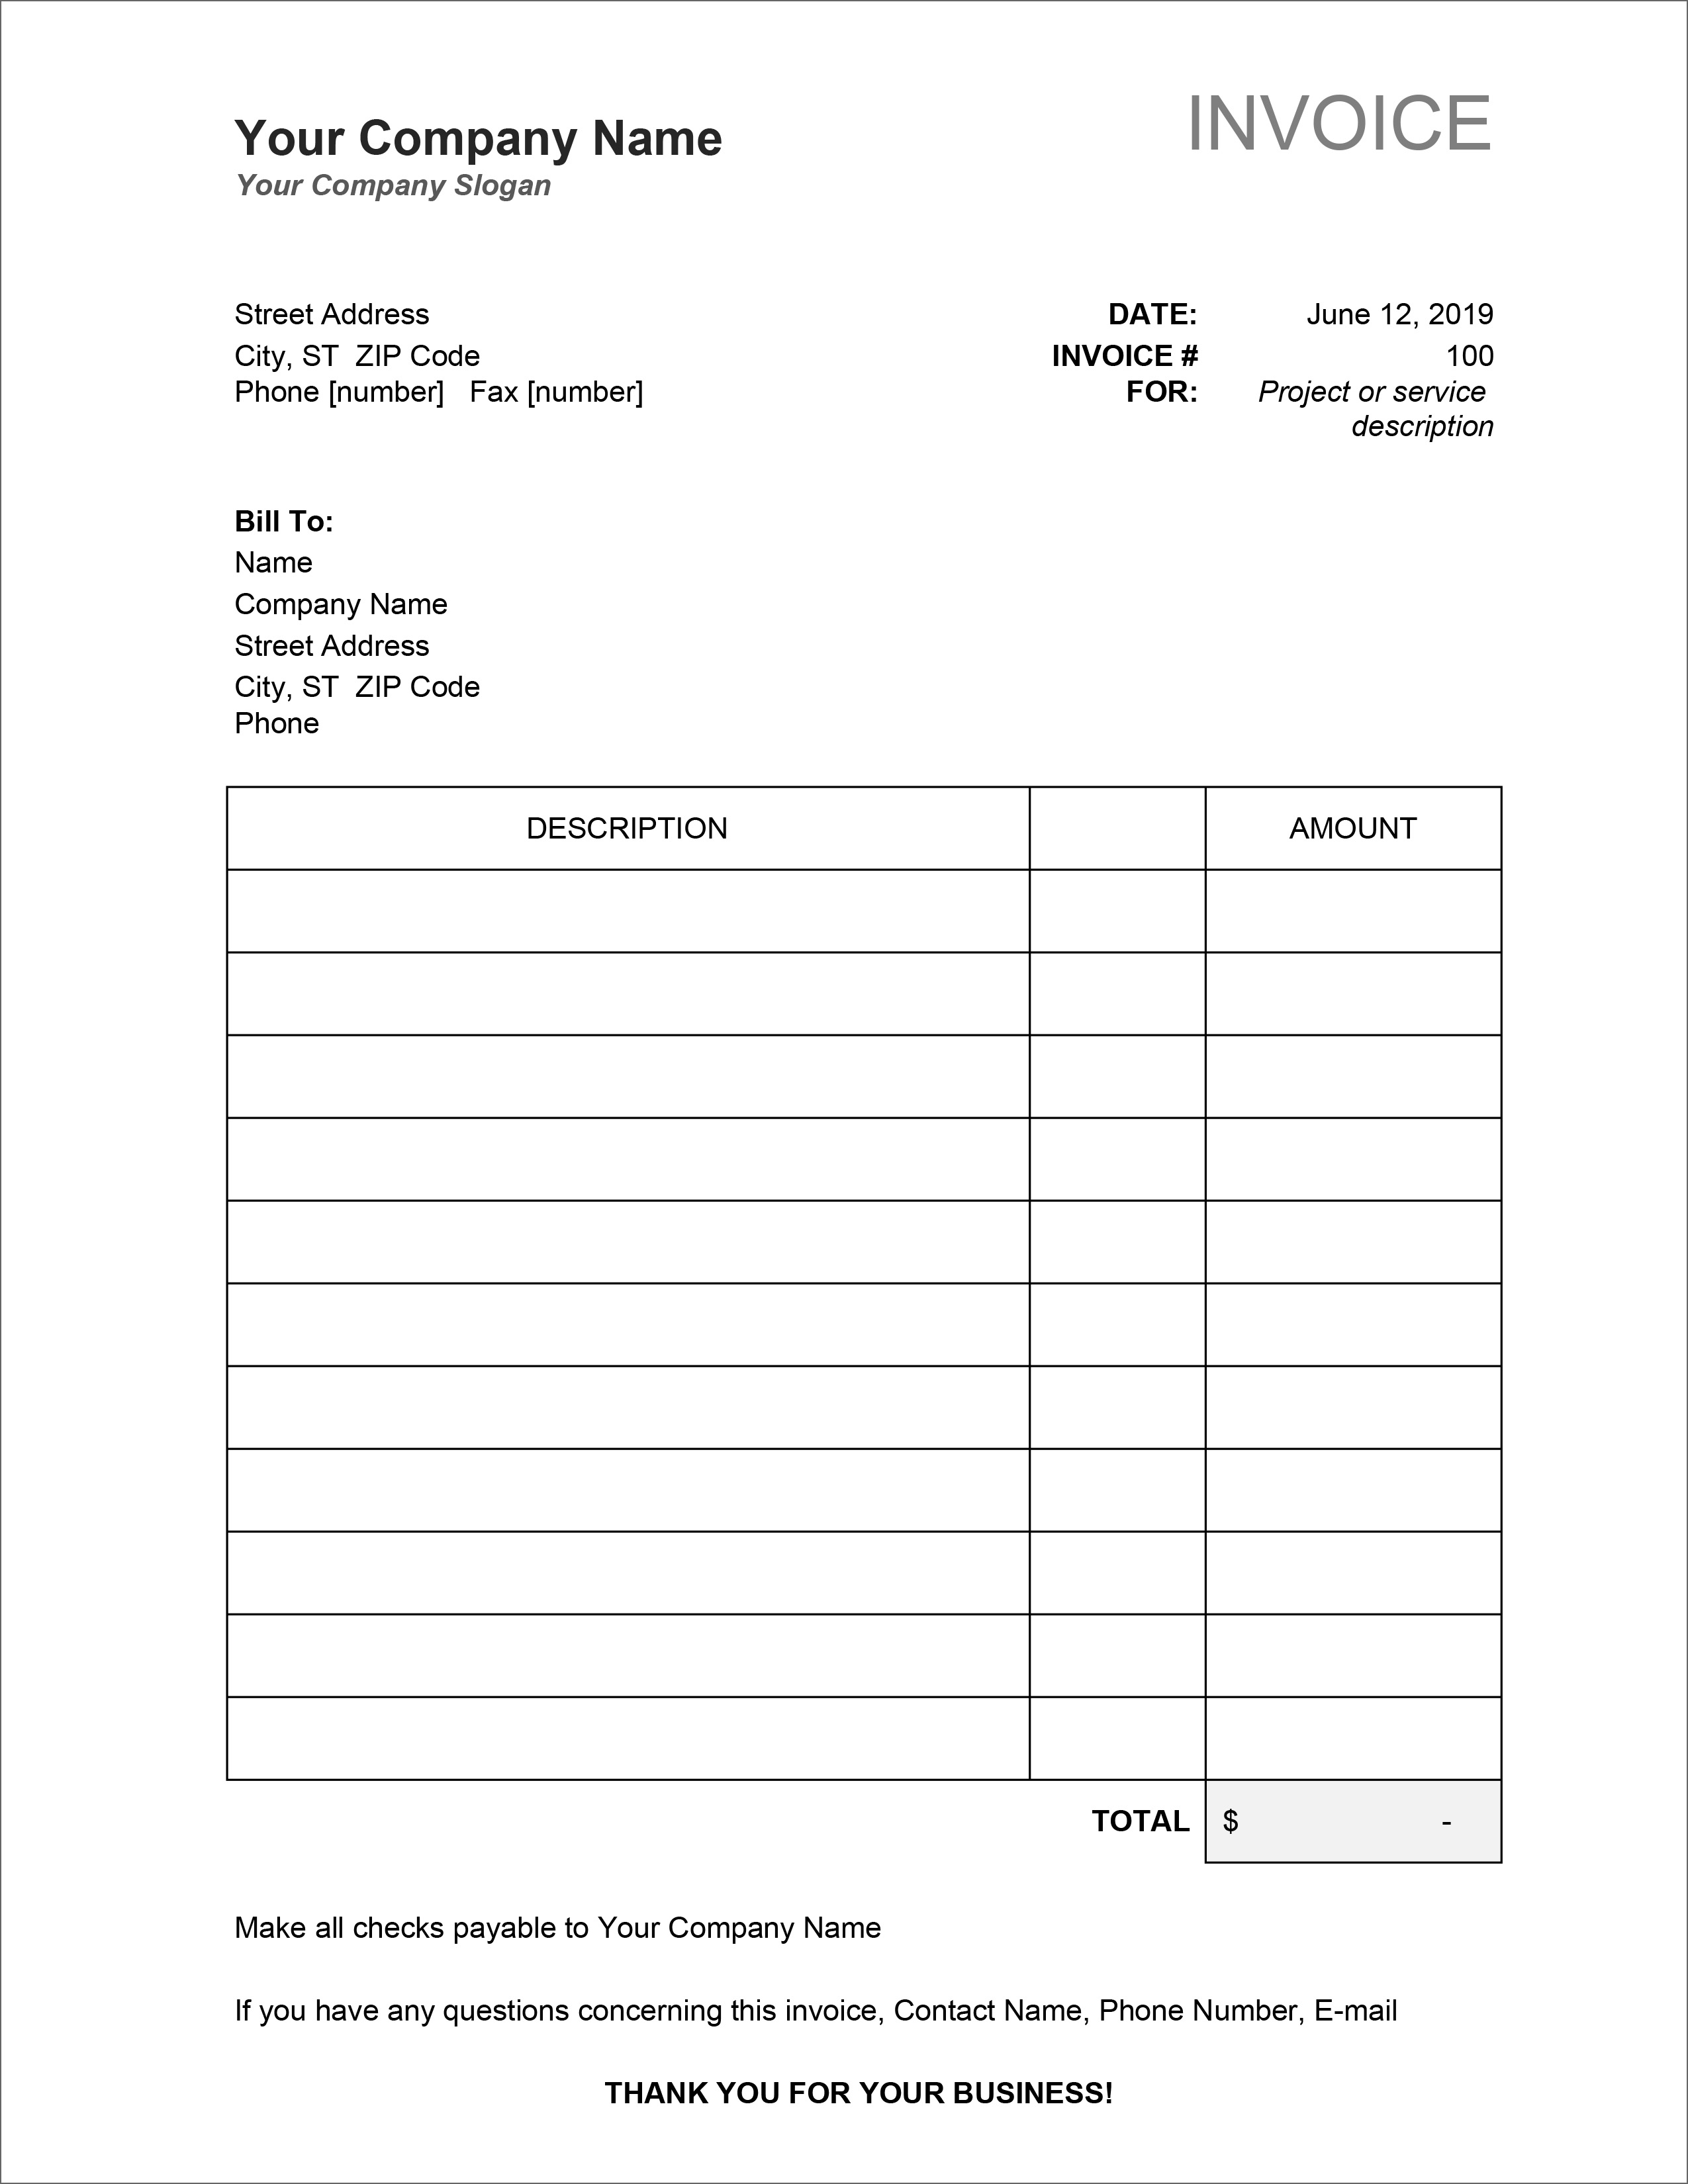 INVOICE
Your Company Name
Your Company Slogan
Street Address DATE: June 12, 2019
City, ST  ZIP Code INVOICE # 100
Phone [number]   Fax [number] FOR: Project or service
description
Bill To:
Name
Company Name
Street Address
City, ST  ZIP Code
Phone
DESCRIPTION AMOUNT
TOTAL $ -
Make all checks payable to Your Company Name
If you have any questions concerning this invoice, Contact Name, Phone Number, E-mail
THANK YOU FOR YOUR BUSINESS!